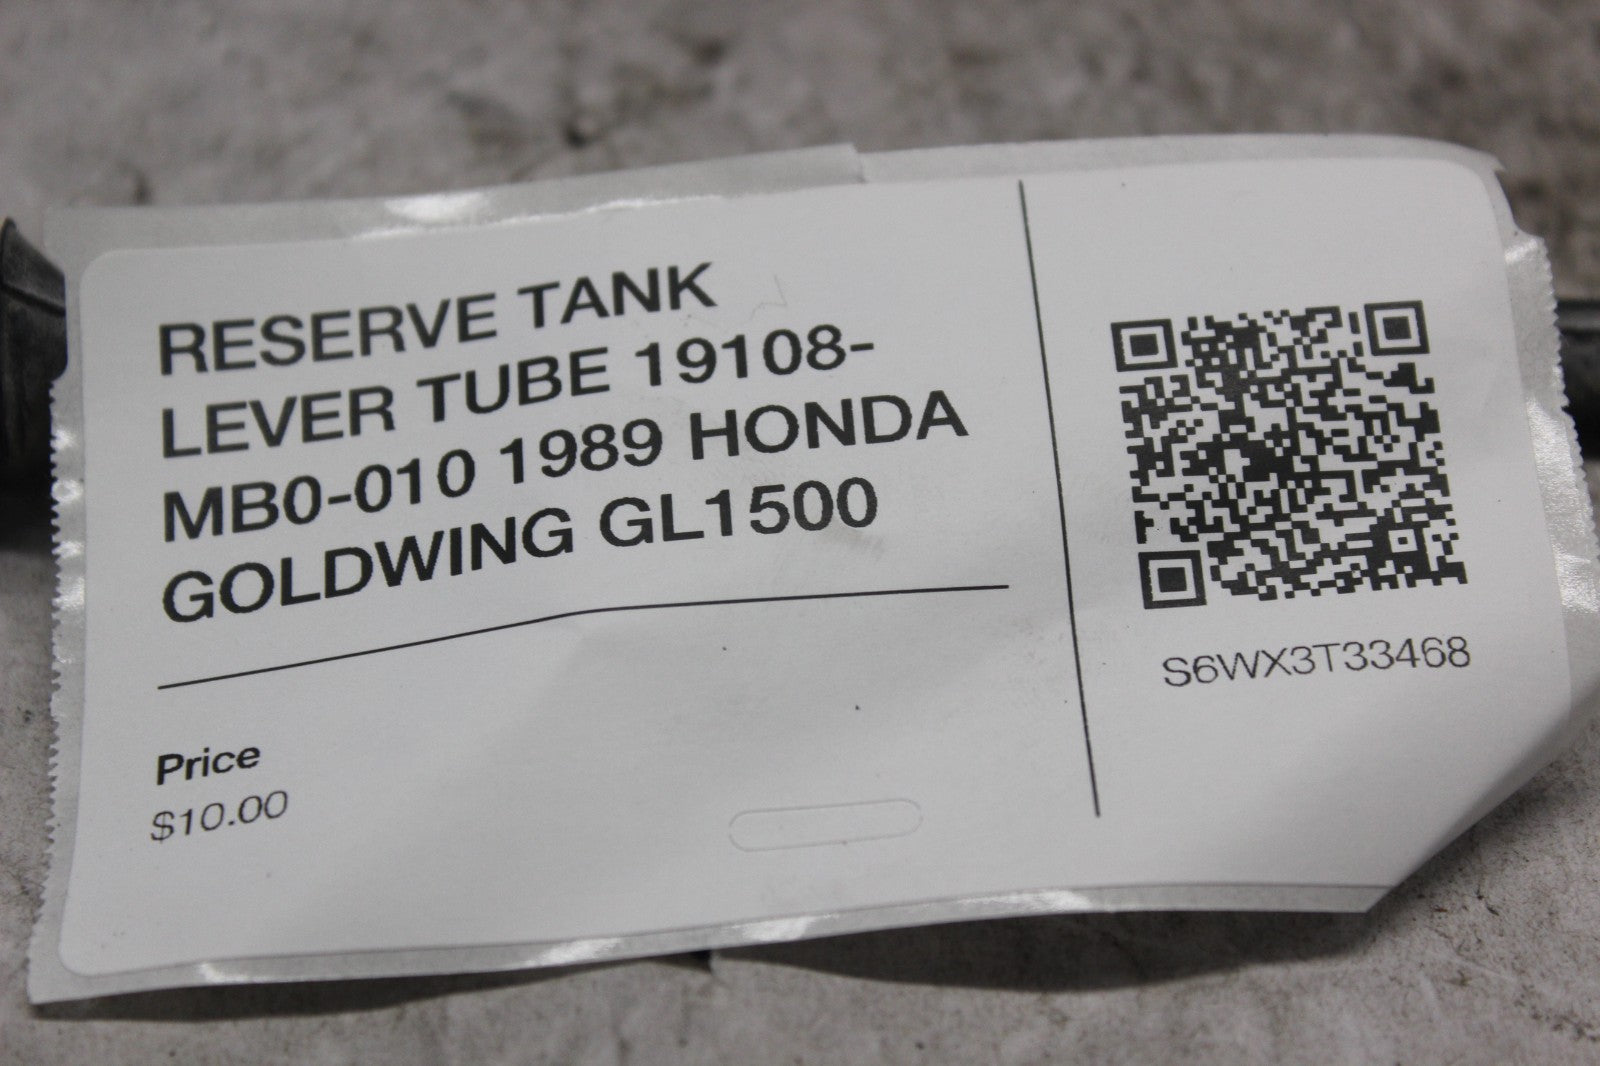 RESERVE TANK
LEVER TUBE 19108-
MB0-010 1989 HONDA
GOLDWING GL1500
Price
$10.00
S6WX3T33468